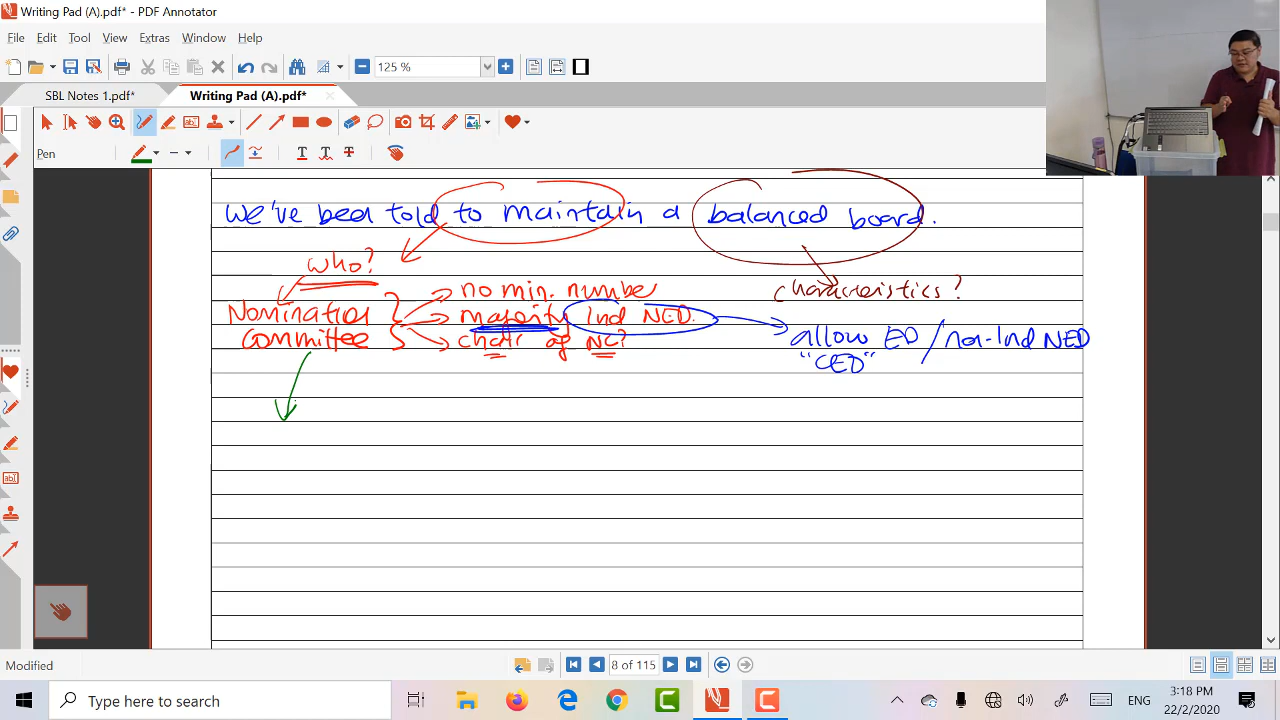 Writing Pad (A).pdf* - PDF Annotator
File Edit Tool View Extras Window Help
125 %
SBL Notes 1.pdf* Writing Pad (A).pdf*
Pen
We've been told to maintain a balanced board.
who?
characteristics?
no min. number
Nomination
Committee
majority Ind NED.
chair of NC?
allow ED / non-Ind NED
"CED"
8 of 115
Modified
Type here to search
ENG
3:18 PM
22/2/2020